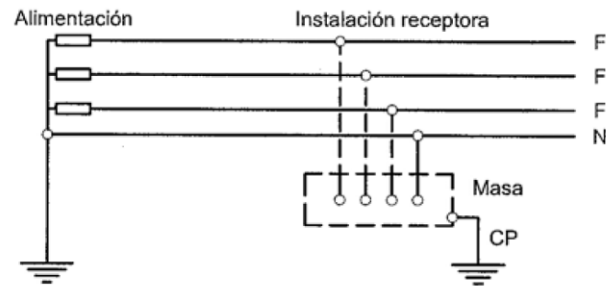 Alimentación
Instalación receptora
F
F
F
N
Masa
CP